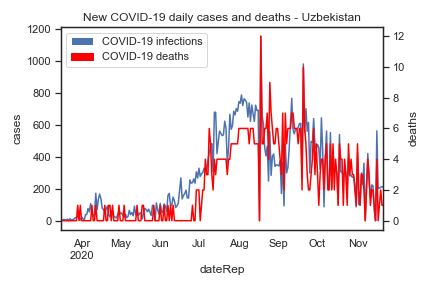 New COVID-19 daily cases and deaths - Uzbekistan
COVID-19 infections
COVID-19 deaths
1200
1000
800
600
400
200
0
cases
12
10
8
6
4
2
0
deaths
Apr
2020
May
Jun
Jul
Aug
Sep
Oct
Nov
dateRep